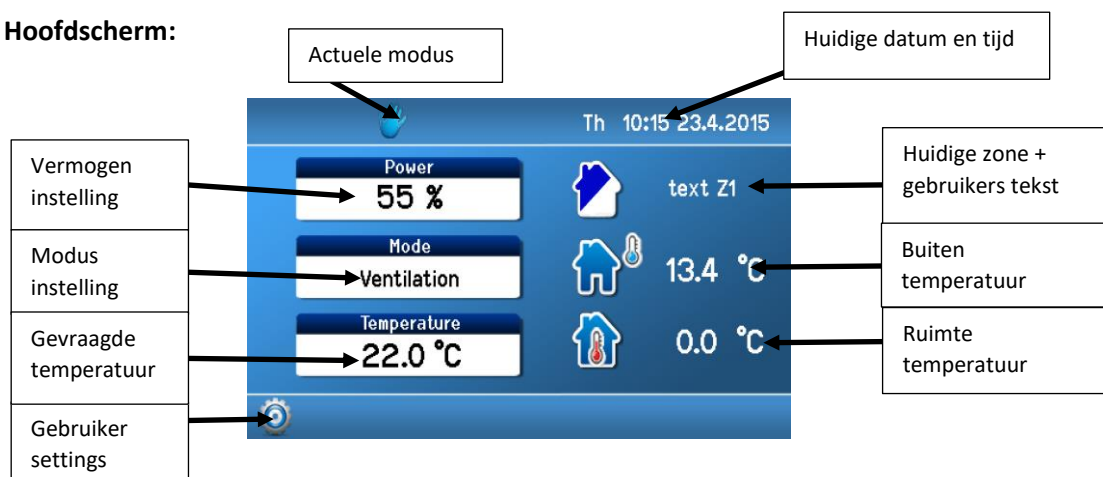 Hoofdscherm:
Actuele modus
Huidige datum en tijd
Th 10:15 23.4.2015
Vermogen
instelling
Power
55 %
text Z1
Huidige zone +
gebruikers tekst
Modus
instelling
Mode
Ventilation
13.4 °C
Buiten
temperatuur
Gevraagde
temperatuur
Temperature
22.0 °C
0.0 °C
Ruimte
temperatuur
Gebruiker
settings